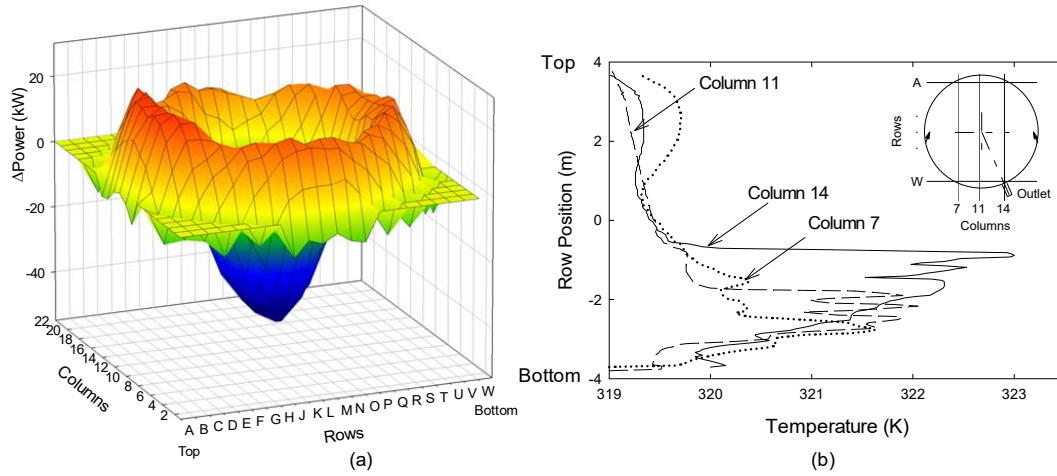 ΔPower (kW)
20
0
-20
-40
22
20
18
16
14
12
10
8
6
4
2
Columns
A B C D E F G H J K L M N O P Q R S T U V W
Top
Rows
Bottom
(a)
Top
Bottom
Row Position (m)
4
2
0
-2
-4
319 320 321 322 323
Temperature (K)
Column 11
Column 14
Column 7
A
Rows
W
Outlet
7 11 14
Columns
(b)